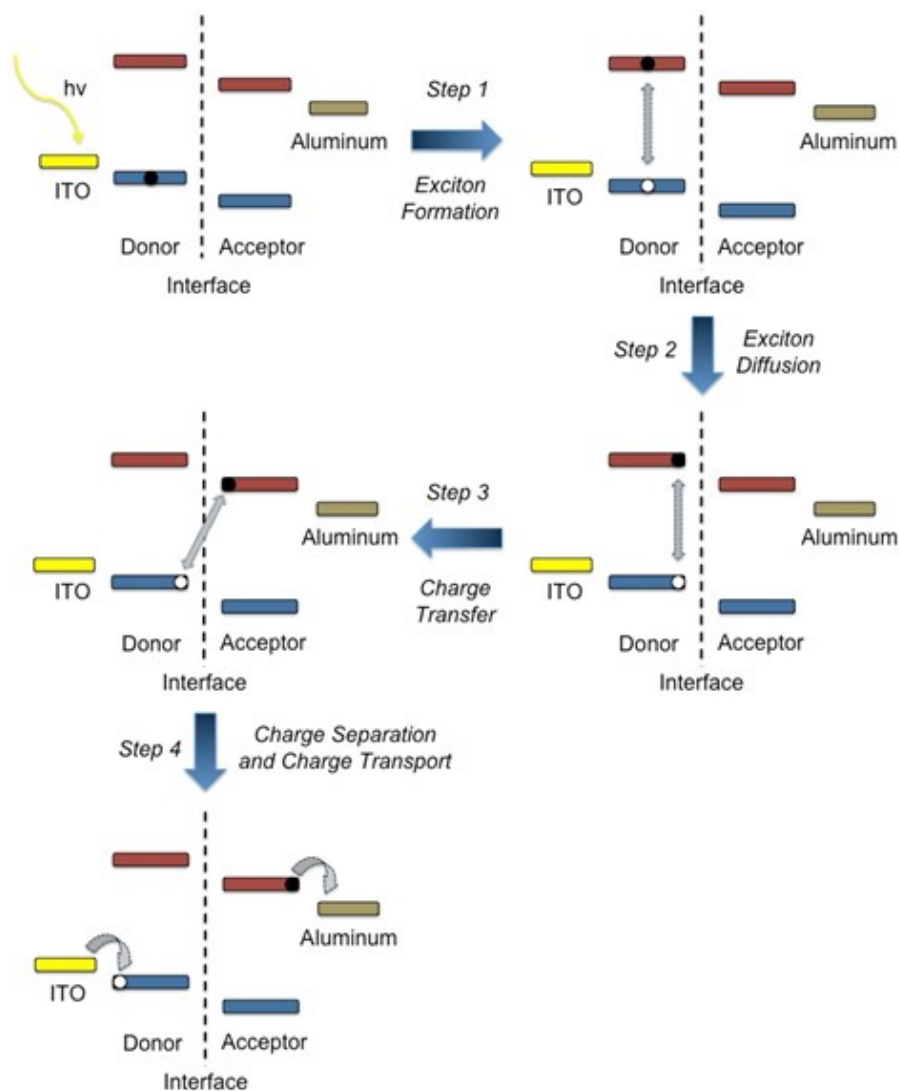 hv
Aluminum
ITO
Donor
Acceptor
Interface
Step 1
Exciton
Formation
Aluminum
ITO
Donor
Acceptor
Interface
Step 2
Exciton
Diffusion
Aluminum
ITO
Donor
Acceptor
Interface
Step 3
Charge
Transfer
Aluminum
ITO
Donor
Acceptor
Interface
Step 4
Charge Separation
and Charge Transport
Aluminum
ITO
Donor
Acceptor
Interface